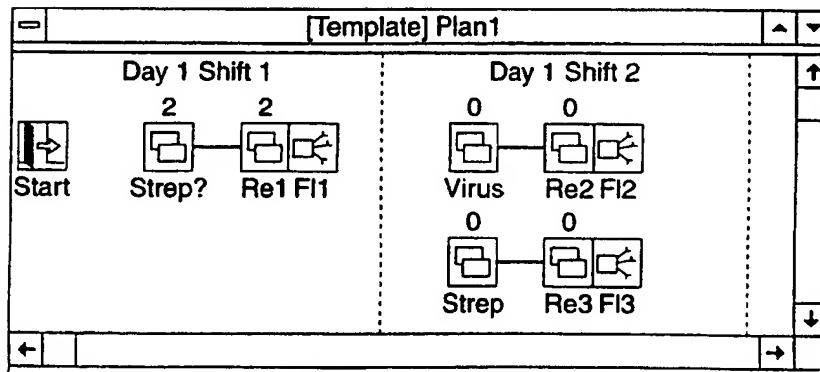 [Template] Plan1
Day 1 Shift 1 Day 1 Shift 2
2 2 0 0
Start Strep? Re1 Fl1 Virus Re2 Fl2
0 0
Strep Re3 Fl3